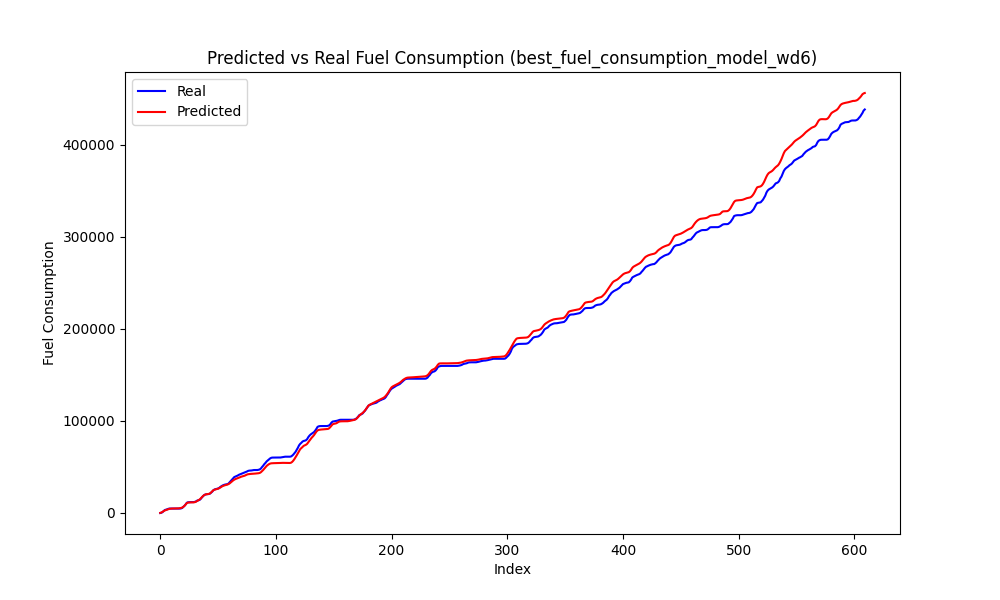 Predicted vs Real Fuel Consumption (best_fuel_consumption_model_wd6)
Real
Predicted
400000
300000
200000
100000
0
Fuel Consumption
0 100 200 300 400 500 600
Index